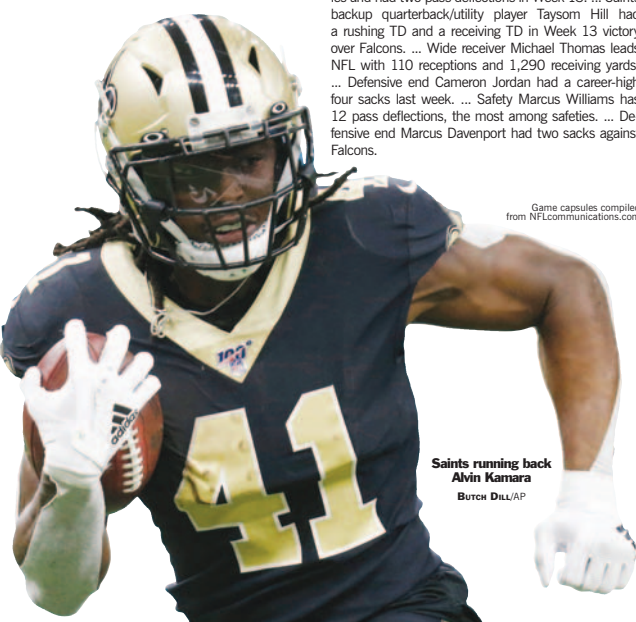 backup quarterback/utility player Taysom Hill had
a rushing TD and a receiving TD in Week 13 victory
over Falcons. ... Wide receiver Michael Thomas leads
NFL with 110 receptions and 1,290 receiving yards.
... Defensive end Cameron Jordan had a career-high
four sacks last week. ... Safety Marcus Williams has
12 pass deflections, the most among safeties. ... De-
fensive end Marcus Davenport had two sacks against
Falcons.
Game capsules compiled
from NFLcommunications.com
41
41
100
adidas
41
Saints running back
Alvin Kamara
BUTCH DILL/AP